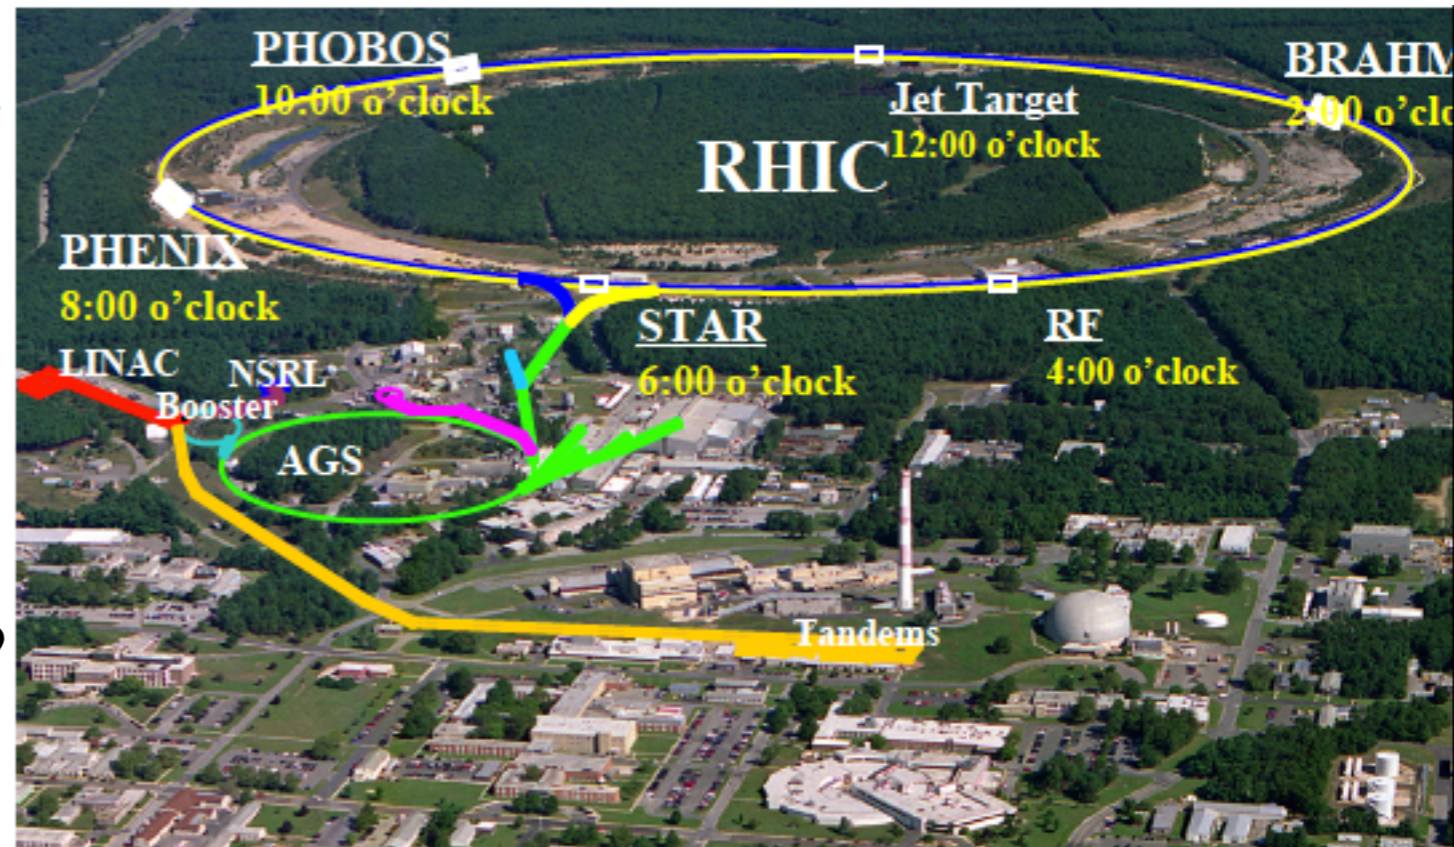 PHOBOS
10:00 o'clock
BRAHM
2:00 o'clo
Jet Target
12:00 o'clock
RHIC
PHENIX
8:00 o'clock
STAR
6:00 o'clock
RF
4:00 o'clock
LINAC
NSRL
Booster
AGS
Tandems